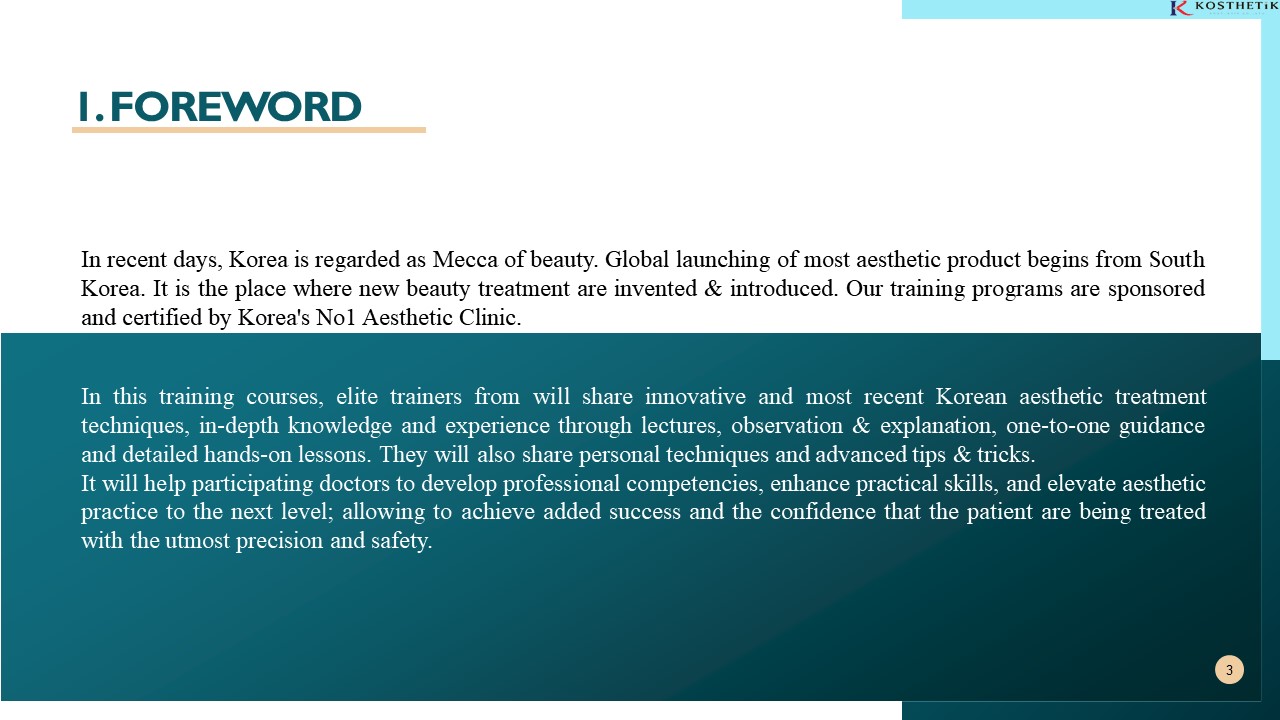 KOSTHETiK
1. FOREWORD
In recent days, Korea is regarded as Mecca of beauty. Global launching of most aesthetic product begins from South
Korea. It is the place where new beauty treatment are invented & introduced. Our training programs are sponsored
and certified by Korea's No1 Aesthetic Clinic.
In this training courses, elite trainers from will share innovative and most recent Korean aesthetic treatment
techniques, in-depth knowledge and experience through lectures, observation & explanation, one-to-one guidance
and detailed hands-on lessons. They will also share personal techniques and advanced tips & tricks.
It will help participating doctors to develop professional competencies, enhance practical skills, and elevate aesthetic
practice to the next level; allowing to achieve added success and the confidence that the patient are being treated
with the utmost precision and safety.
3